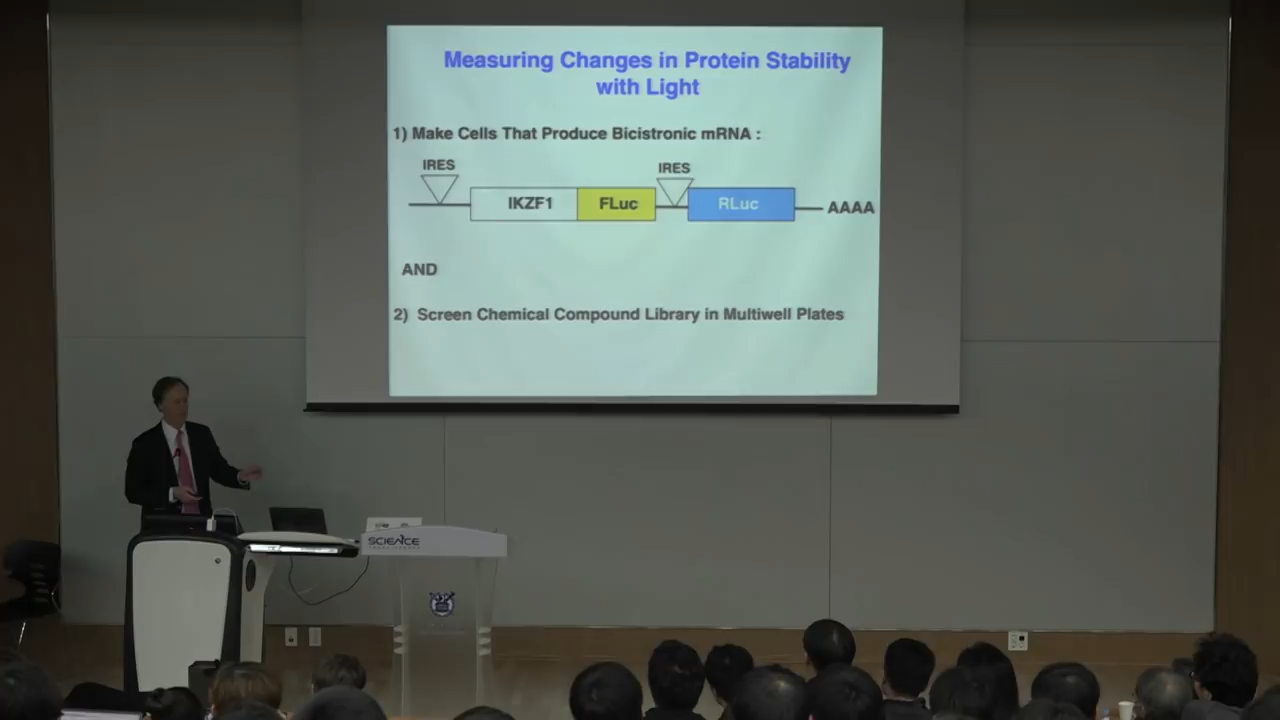 Measuring Changes in Protein Stability
with Light
1) Make Cells That Produce Bicistronic mRNA :
IRES IRES
IKZF1 FLuc RLuc AAAA
AND
2) Screen Chemical Compound Library in Multiwell Plates
SCIENCE